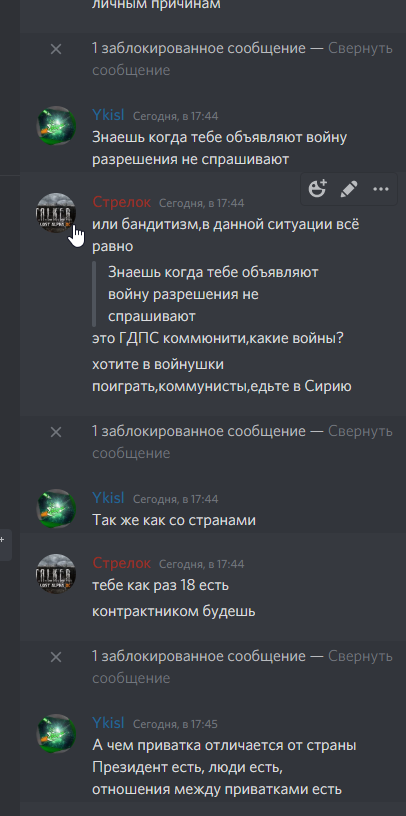 личным причинам
1 заблокированное сообщение — Свернуть
сообщение
Ykisl Сегодня, в 17:44
Знаешь когда тебе объявляют войну
разрешения не спрашивают
Стрелок Сегодня, в 17:44
или бандитизм,в данной ситуации всё
равно
Знаешь когда тебе объявляют
войну разрешения не
спрашивают
это ГДПС коммюнити,какие войны?
хотите в войнушки
поиграть,коммунисты,едьте в Сирию
1 заблокированное сообщение — Свернуть
сообщение
Ykisl Сегодня, в 17:44
Так же как со странами
Стрелок Сегодня, в 17:44
тебе как раз 18 есть
контрактником будешь
1 заблокированное сообщение — Свернуть
сообщение
Ykisl Сегодня, в 17:45
А чем приватка отличается от страны
Президент есть, люди есть,
отношения между приватками есть